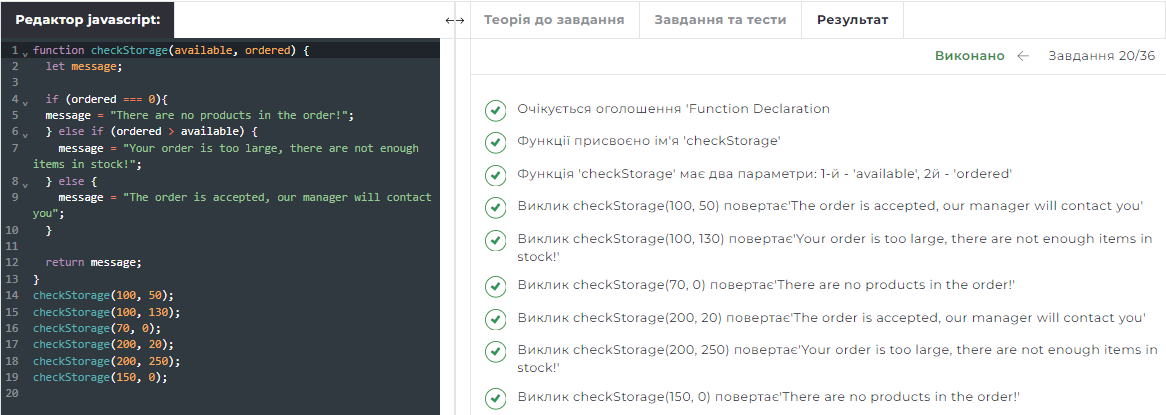 Редактор javascript:
Теорія до завдання
Завдання та тести
Результат
Виконано
Завдання 20/36
1 function checkStorage(available, ordered) {
2 let message;
3
4 if (ordered === 0){
5 message = "There are no products in the order!";
6 } else if (ordered > available) {
7 message = "Your order is too large, there are not enough
items in stock!";
8 } else {
9 message = "The order is accepted, our manager will contact
you";
10 }
11
12 return message;
13 }
14 checkStorage(100, 50);
15 checkStorage(100, 130);
16 checkStorage(70, 0);
17 checkStorage(200, 20);
18 checkStorage(200, 250);
19 checkStorage(150, 0);
20
Очікується оголошення 'Function Declaration
Функції присвоєно ім'я 'checkStorage'
Функція 'checkStorage' має два параметри: 1-й - 'available', 2й - 'ordered'
Виклик checkStorage(100, 50) повертає'The order is accepted, our manager will contact you'
Виклик checkStorage(100, 130) повертає'Your order is too large, there are not enough items in
stock!'
Виклик checkStorage(70, 0) повертає'There are no products in the order!'
Виклик checkStorage(200, 20) повертає'The order is accepted, our manager will contact you'
Виклик checkStorage(200, 250) повертає'Your order is too large, there are not enough items in
stock!'
Виклик checkStorage(150, 0) повертає'There are no products in the order!'